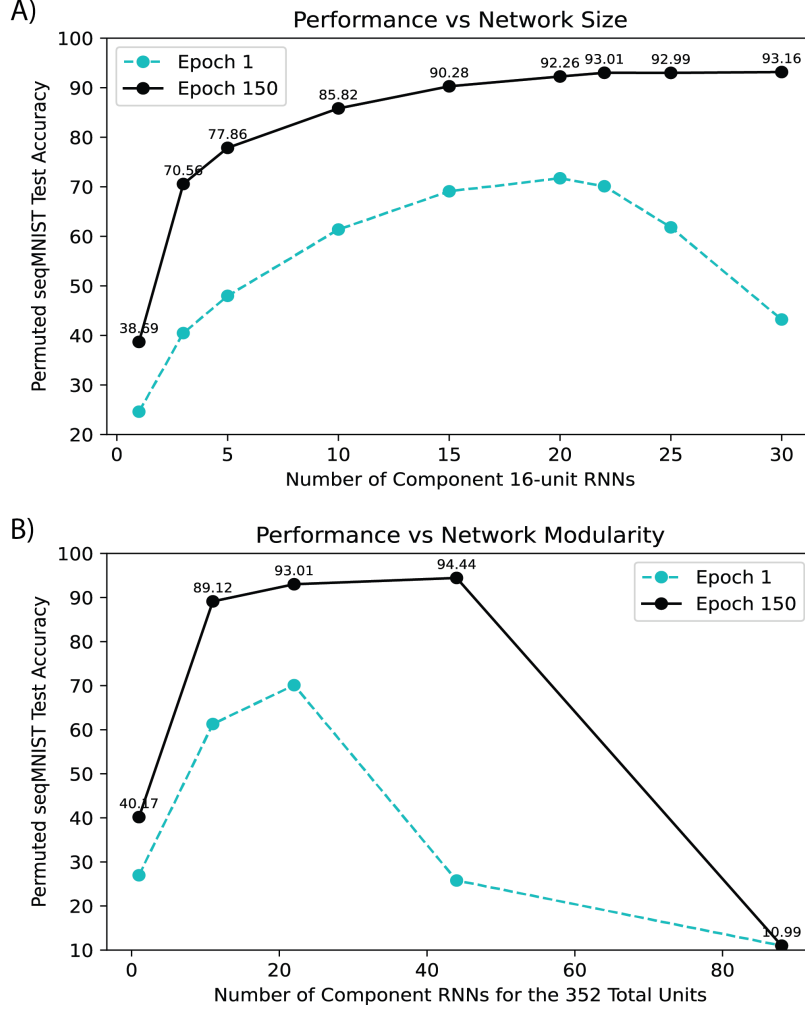 A)
Performance vs Network Size
Permuted seqMNIST Test Accuracy
100
90
80
70
60
50
40
30
20
Epoch 1
Epoch 150
38.69
70.56
77.86
85.82
90.28
92.26
93.01
92.99
93.16
0 5 10 15 20 25 30
Number of Component 16-unit RNNs
B)
Performance vs Network Modularity
Permuted seqMNIST Test Accuracy
100
90
80
70
60
50
40
30
20
10
Epoch 1
Epoch 150
40.17
89.12
93.01
94.44
10.99
0 20 40 60 80
Number of Component RNNs for the 352 Total Units